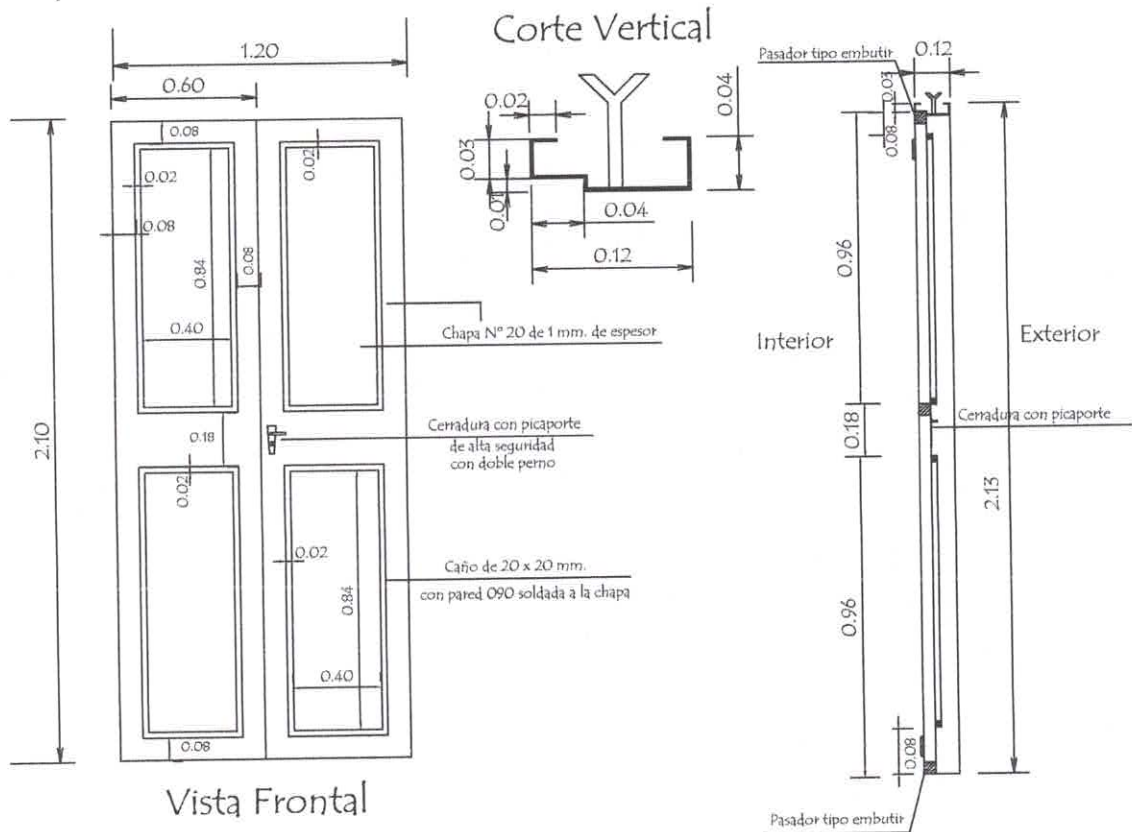 Corte Vertical
1.20
0.60
0.08
0.02
0.02
0.08
0.08
0.84
0.40
2.10
0.18
0.02
0.02
0.84
0.40
0.08
Vista Frontal
0.02
0.04
0.03
0.01
0.04
0.12
Chapa N° 20 de 1 mm. de espesor
Cerradura con picaporte
de alta seguridad
con doble perno
Caño de 20 x 20 mm.
con pared 090 soldada a la chapa
Pasador tipo embutir
0.12
0.03
0.08
0.96
Interior
Exterior
Cerradura con picaporte
0.18
2.13
0.96
0.08
Pasador tipo embutir